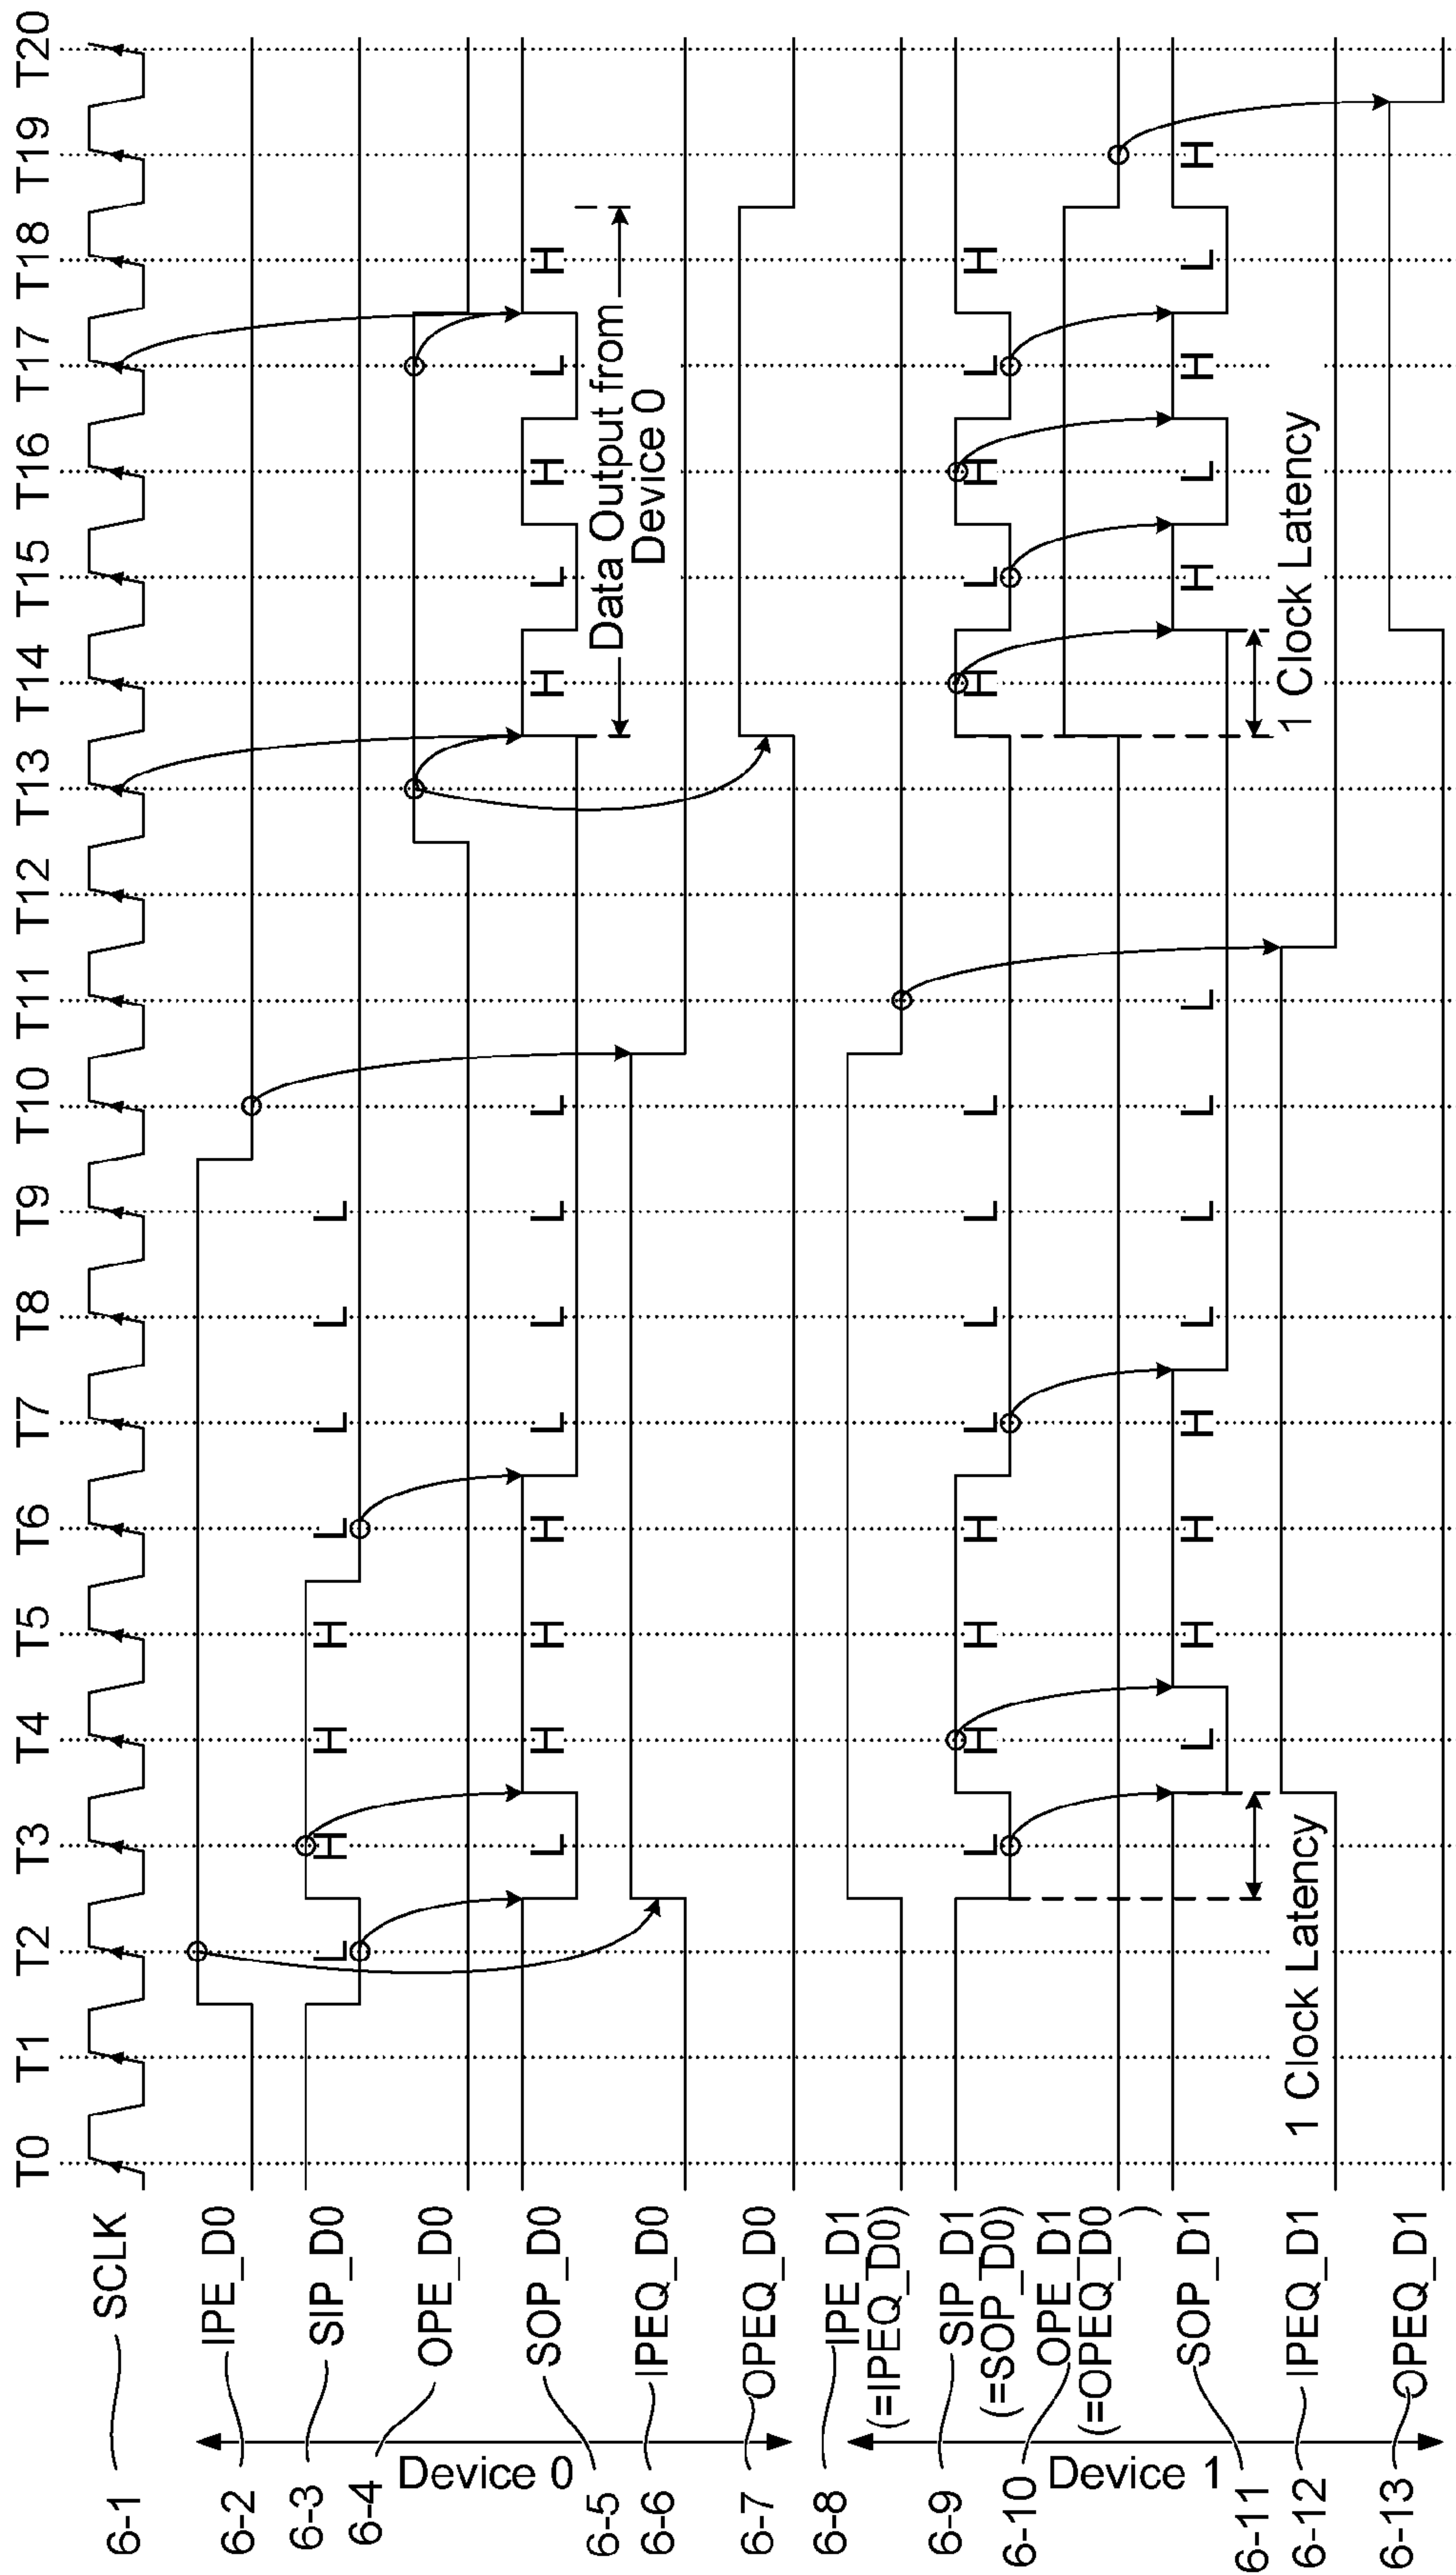 T0 T1 T2 T3 T4 T5 T6 T7 T8 T9 T10 T11 T12 T13 T14 T15 T16 T17 T18 T19 T20
6-1 SCLK
6-2 IPE_D0
6-3 SIP_D0 L H H H L L L L
6-4 OPE_D0
Device 0
6-5 SOP_D0 L H H H L L L L H L H L H
Data Output from
Device 0
6-6 IPEQ_D0
6-7 OPEQ_D0
6-8 IPE_D1
(=IPEQ_D0)
6-9 SIP_D1 L H H H L L L L H L H L H
(=SOP_D0)
6-10 OPE_D1
(=OPEQ_D0
)
Device 1
6-11 SOP_D1 L H H H L L L L H L H L H
1 Clock Latency
1 Clock Latency
6-12 IPEQ_D1
6-13 OPEQ_D1